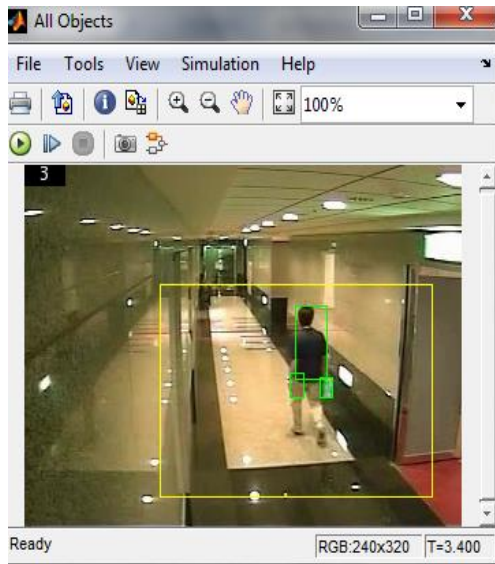 All Objects
File Tools View Simulation Help
100%
3
Ready RGB:240x320 T=3.400